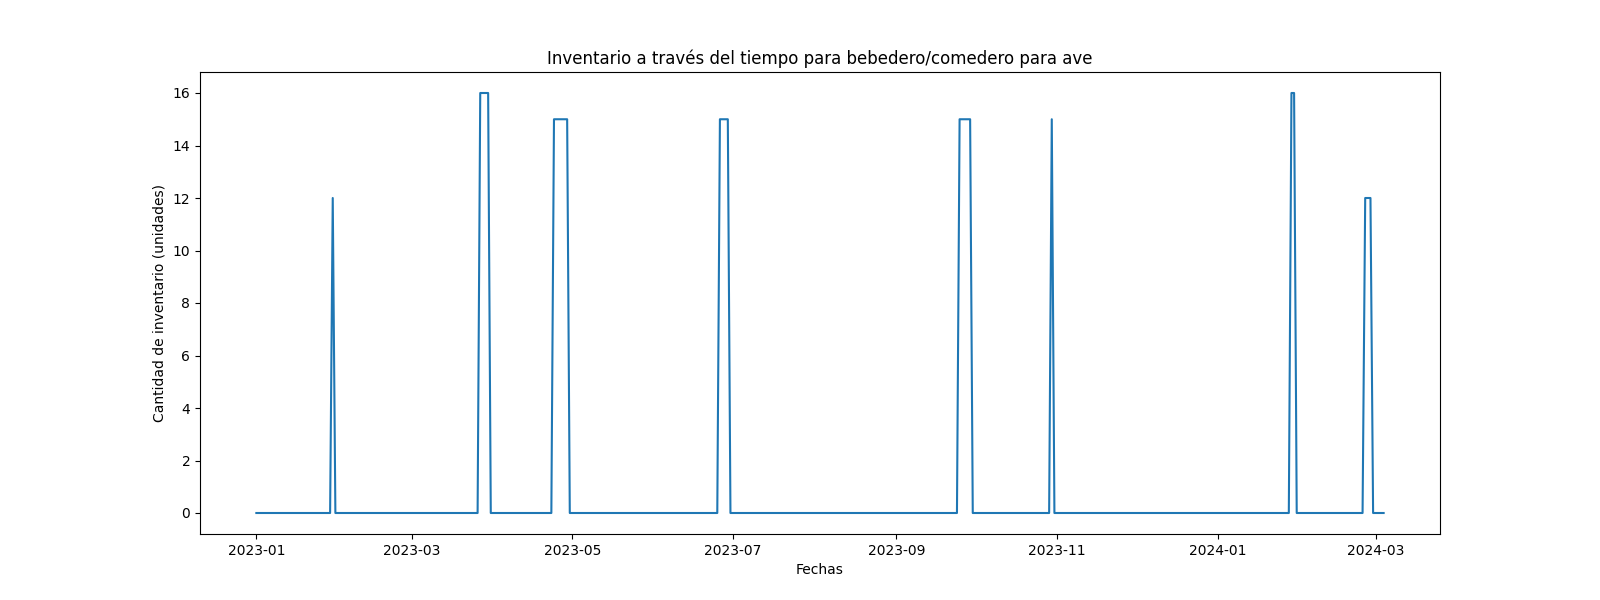 Inventario a través del tiempo para bebedero/comedero para ave
Cantidad de inventario (unidades)
16
14
12
10
8
6
4
2
0
2023-01 2023-03 2023-05 2023-07 2023-09 2023-11 2024-01 2024-03
Fechas